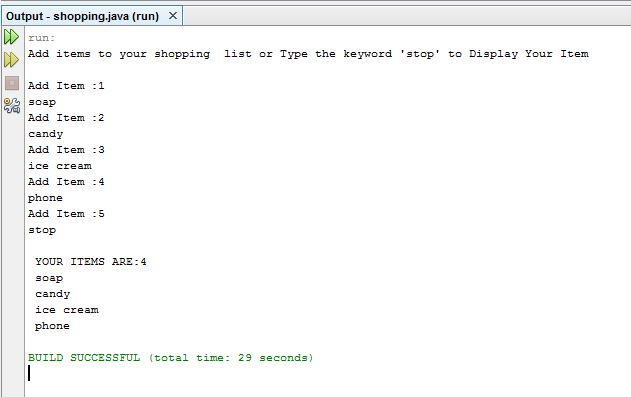 Output - shopping.java (run)
run:
Add items to your shopping  list or Type the keyword 'stop' to Display Your Item
Add Item :1
soap
Add Item :2
candy
Add Item :3
ice cream
Add Item :4
phone
Add Item :5
stop
YOUR ITEMS ARE:4
soap
candy
ice cream
phone
BUILD SUCCESSFUL (total time: 29 seconds)